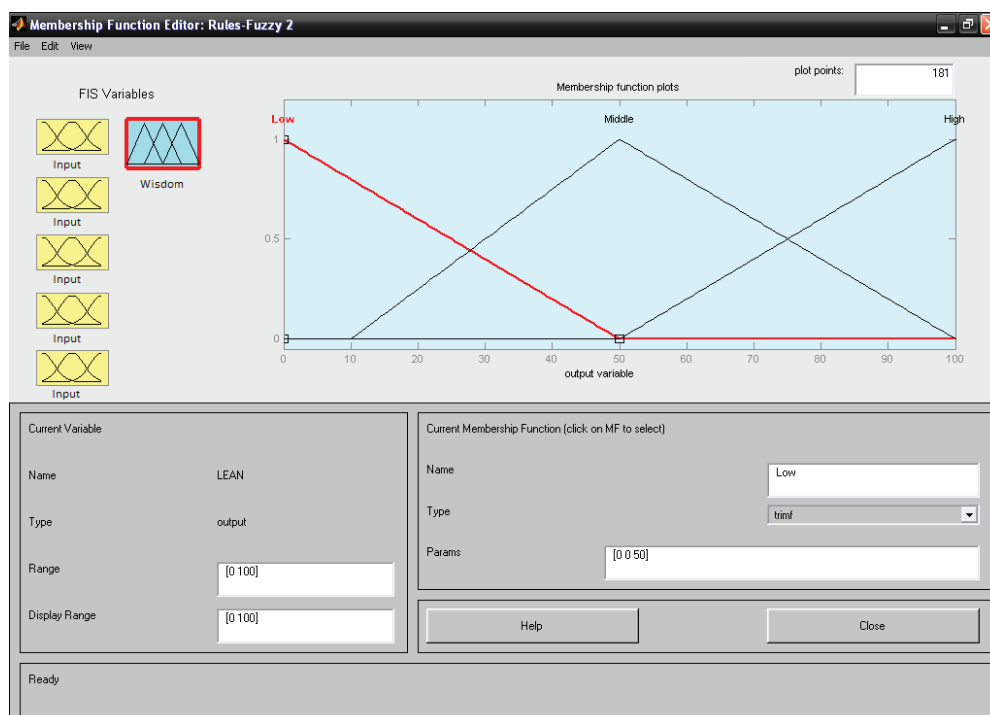 Membership Function Editor: Rules-Fuzzy 2
File Edit View
plot points: 181
FIS Variables
Membership function plots
Input
Input
Input
Input
Input
Wisdom
Low Middle High
1
0.5
0
0 10 20 30 40 50 60 70 80 90 100
output variable
Current Variable
Name LEAN
Type output
Range [0 100]
Display Range [0 100]
Current Membership Function (click on MF to select)
Name Low
Type trimf
Params [0 0 50]
Help Close
Ready